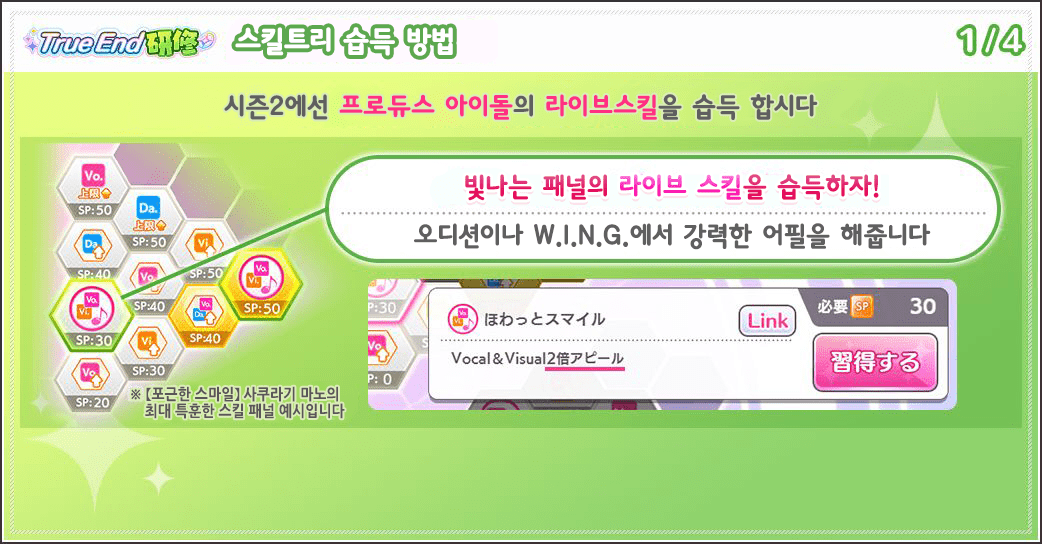 True End研修 스킬트리 습득 방법 1/4
시즌2에선 프로듀스 아이돌의 라이브스킬을 습득 합시다
빛나는 패널의 라이브 스킬을 습득하자!
오디션이나 W.I.N.G.에서 강력한 어필을 해줍니다
Vo.
上限
SP:50
Da.
上限
SP:50
Da.
SP:40
Vi.
SP:50
Vo.
SP:40
Vo.
Vi.
SP:50
Vo.
Vi.
SP:30
Vo.
Da.
SP:40
Vi.
SP:30
Vo.
SP:20
※ 【포근한 스마일】 사쿠라기 마노의
최대 특훈한 스킬 패널 예시입니다
P:30
Vo.
P: 0
Vo.
Vi.
ほわっとスマイル
Link
必要 SP 30
Vocal＆Visual2倍アピール
習得する